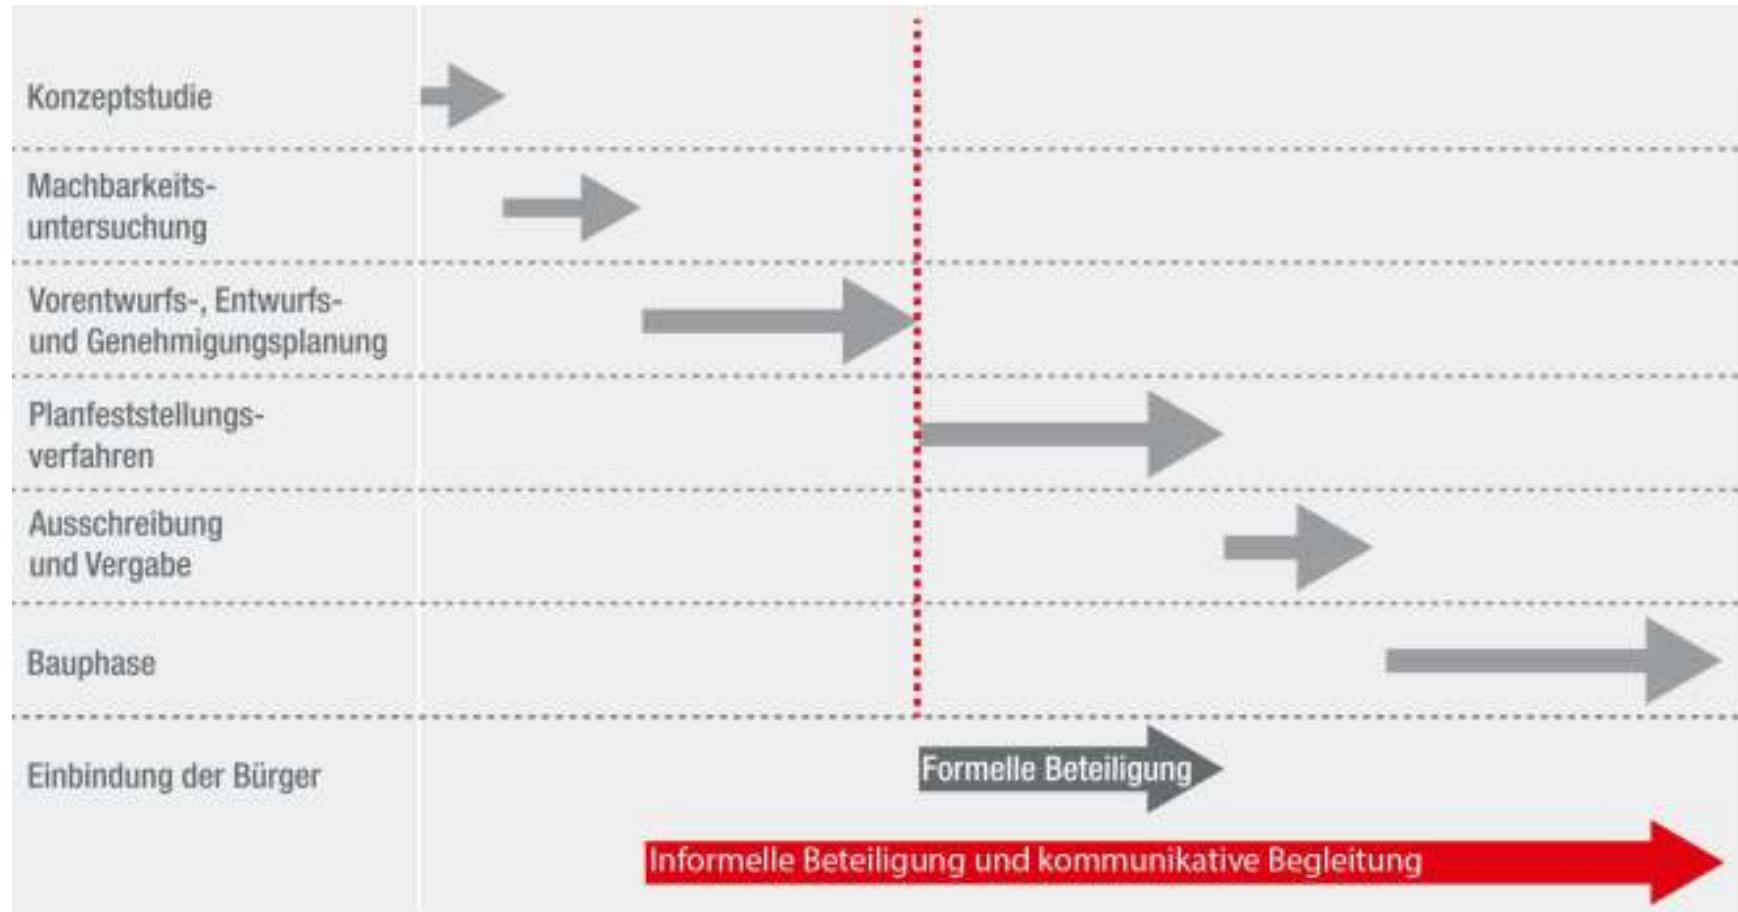 Konzeptstudie
Machbarkeits-
untersuchung
Vorentwurfs-, Entwurfs-
und Genehmigungsplanung
Planfeststellungs-
verfahren
Ausschreibung
und Vergabe
Bauphase
Einbindung der Bürger
Formelle Beteiligung
Informelle Beteiligung und kommunikative Begleitung